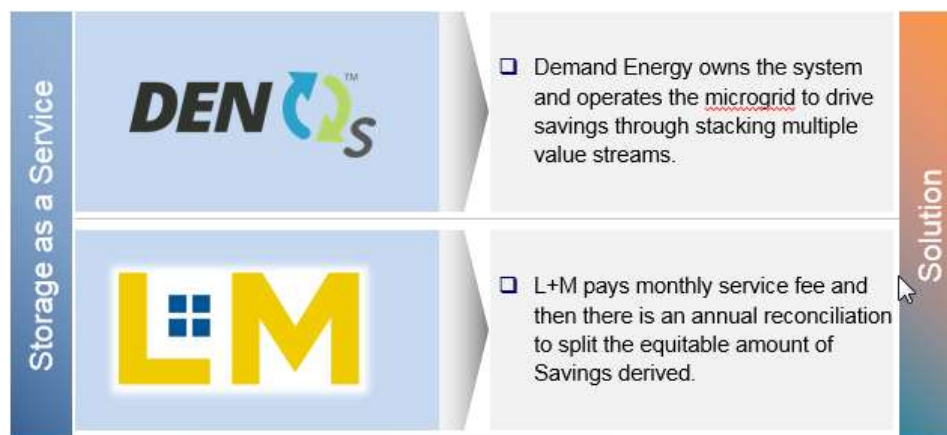 Storage as a Service
DEN OS™
❑ Demand Energy owns the system
and operates the microgrid to drive
savings through stacking multiple
value streams.
L+M
❑ L+M pays monthly service fee and
then there is an annual reconciliation
to split the equitable amount of
Savings derived.
Solution